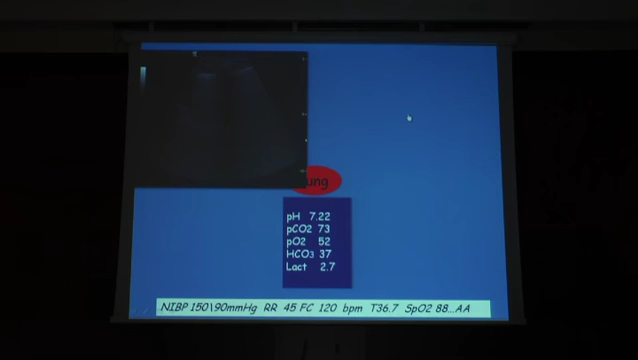 ung
pH 7.22
pCO2 73
pO2 52
HCO3 37
Lact 2.7
NIBP 150\90mmHg RR 45 FC 120 bpm T36.7 SpO2 88...AA